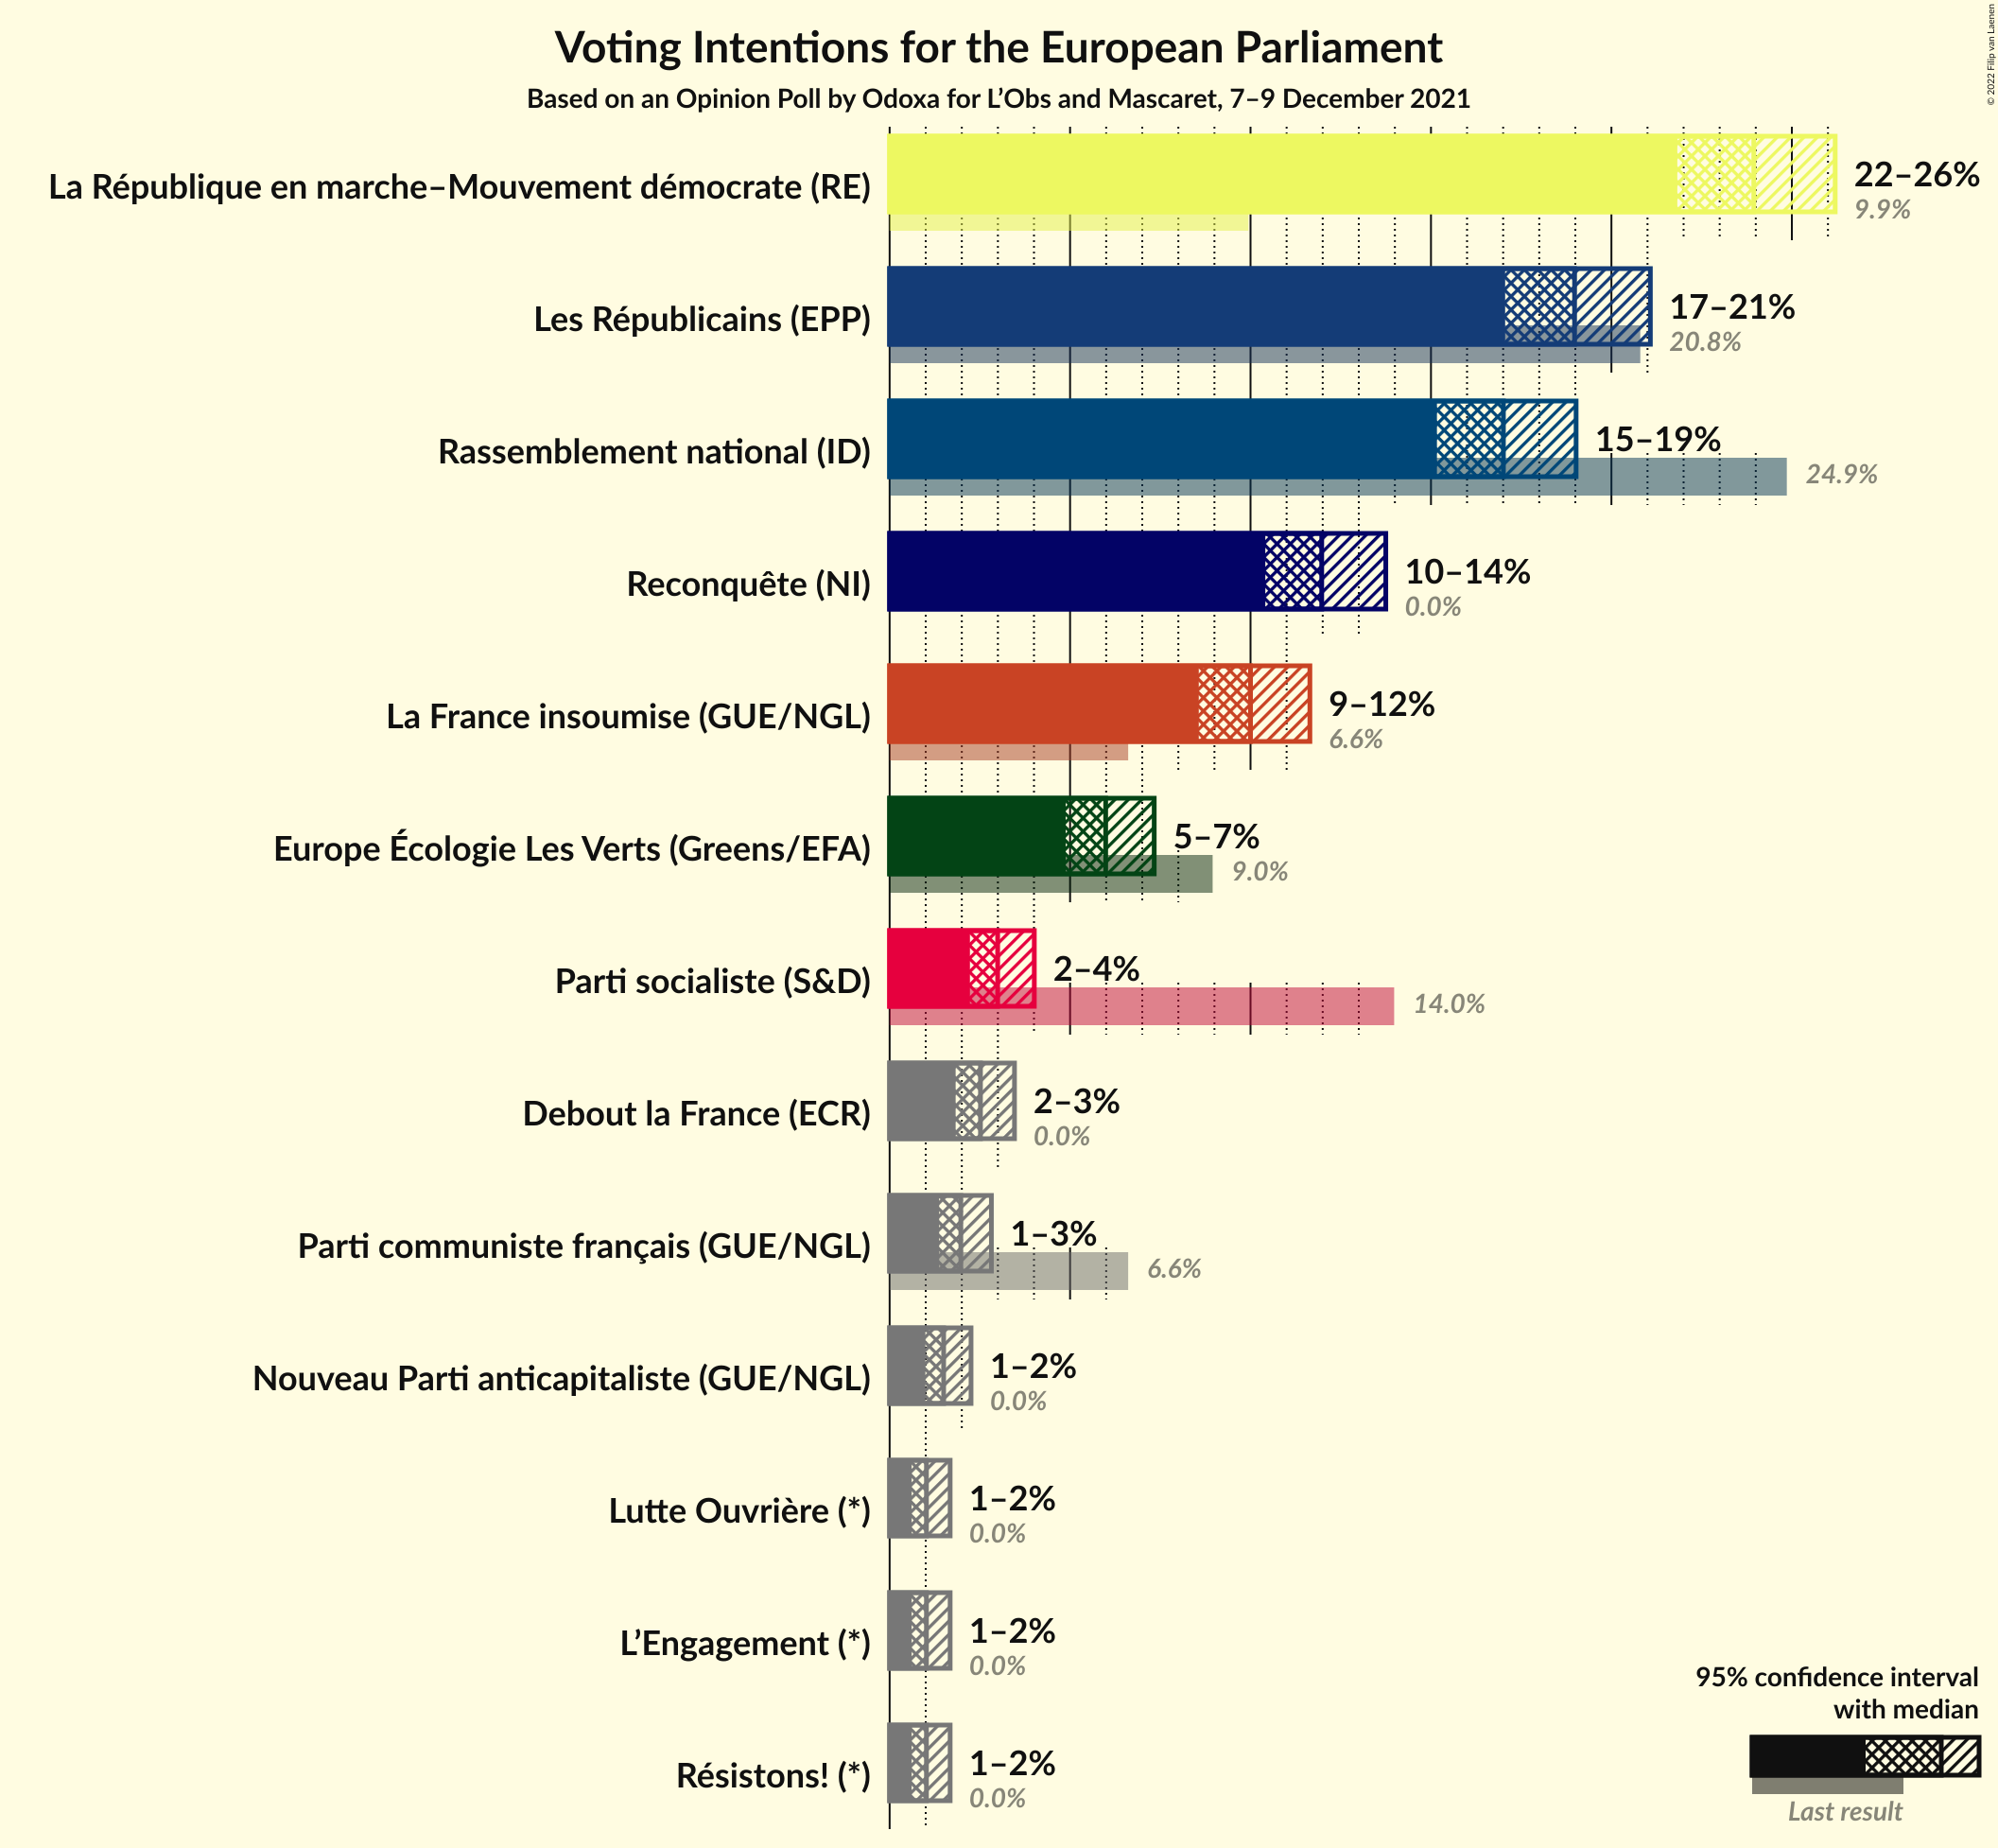 Voting Intentions for the European Parliament
Based on an Opinion Poll by Odoxa for L’Obs and Mascaret, 7–9 December 2021
© 2022 Filip van Laenen
La République en marche–Mouvement démocrate (RE)
22–26%
9.9%
Les Républicains (EPP)
17–21%
20.8%
Rassemblement national (ID)
15–19%
24.9%
Reconquête (NI)
10–14%
0.0%
La France insoumise (GUE/NGL)
9–12%
6.6%
Europe Écologie Les Verts (Greens/EFA)
5–7%
9.0%
Parti socialiste (S&D)
2–4%
14.0%
Debout la France (ECR)
2–3%
0.0%
Parti communiste français (GUE/NGL)
1–3%
6.6%
Nouveau Parti anticapitaliste (GUE/NGL)
1–2%
0.0%
Lutte Ouvrière (*)
1–2%
0.0%
L’Engagement (*)
1–2%
0.0%
Résistons! (*)
1–2%
0.0%
95% confidence interval
with median
Last result